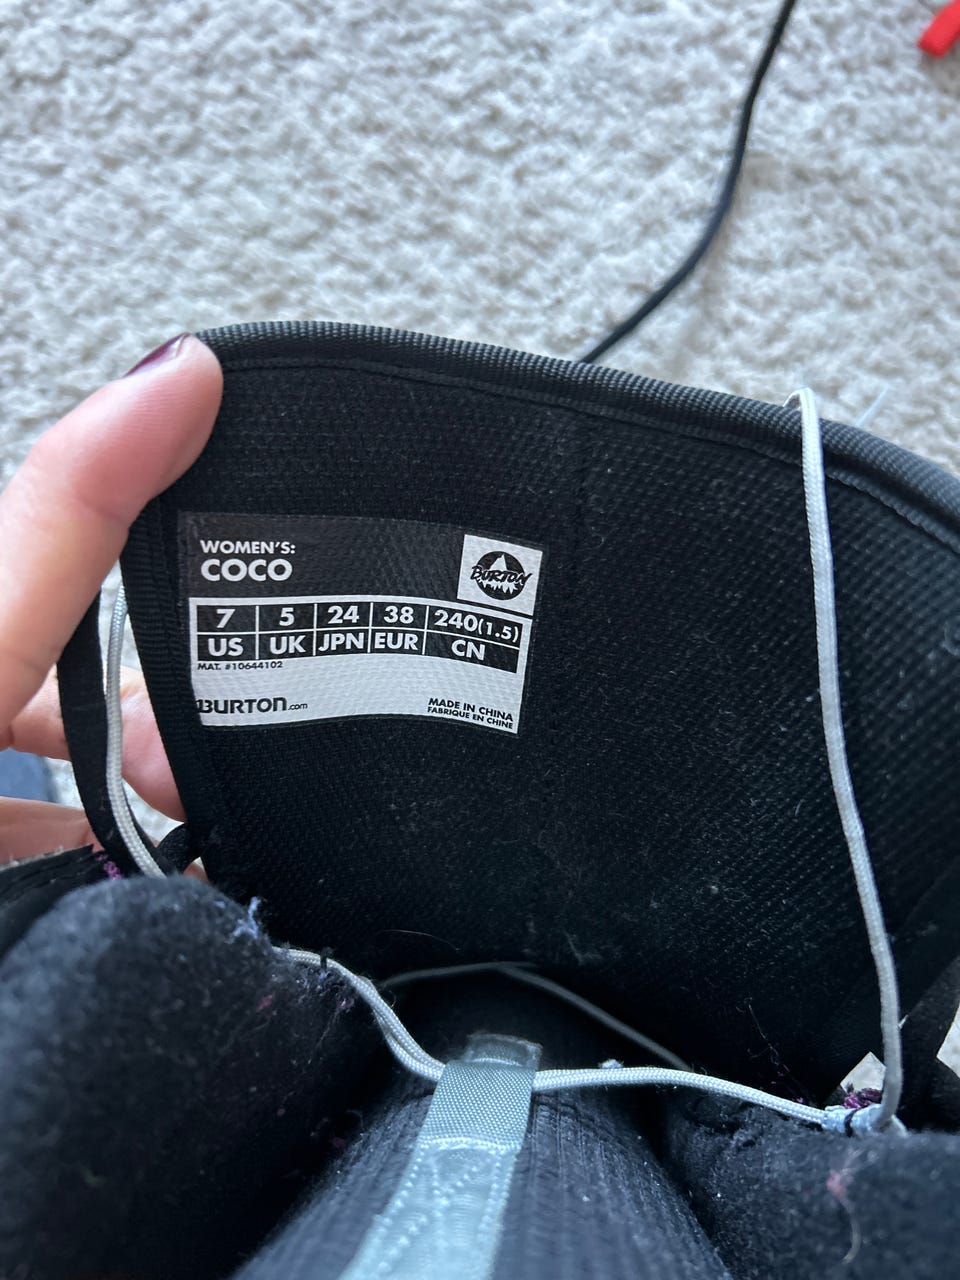 WOMEN'S:
COCO
BURTON
7 5 24 38 240(1.5)
US UK JPN EUR CN
MAT. #10644102
BURTON.com
MADE IN CHINA
FABRIQUE EN CHINE